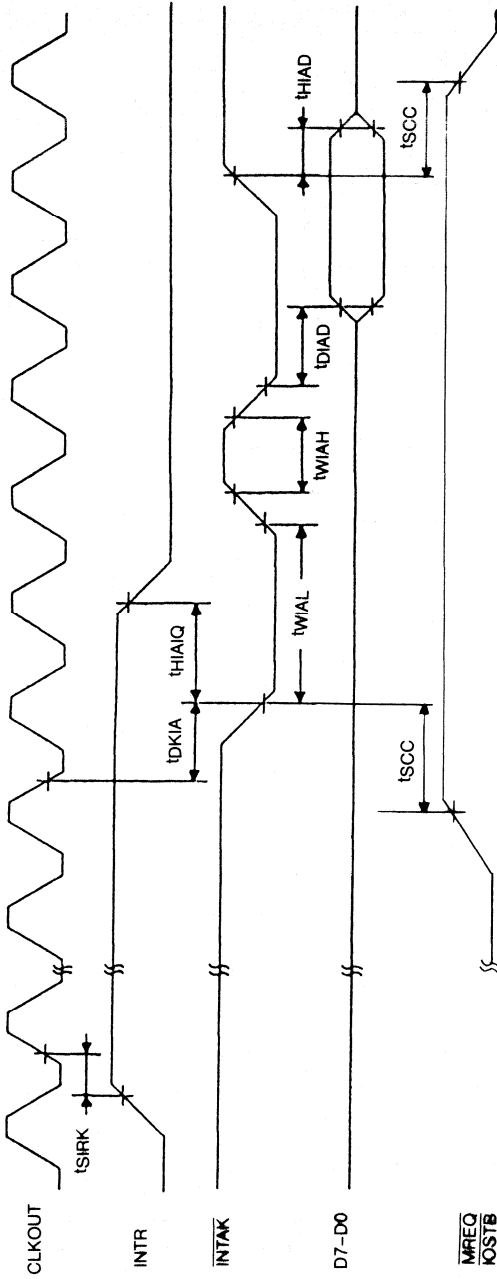 CLKOUT
tSIRK
INTR
tDKIA
tHIAIQ
INTAK
tWIAL
tWIAH
tDIAD
tHIAD
D7-D0
tSCC
tSCC
MREQ
IOSTB